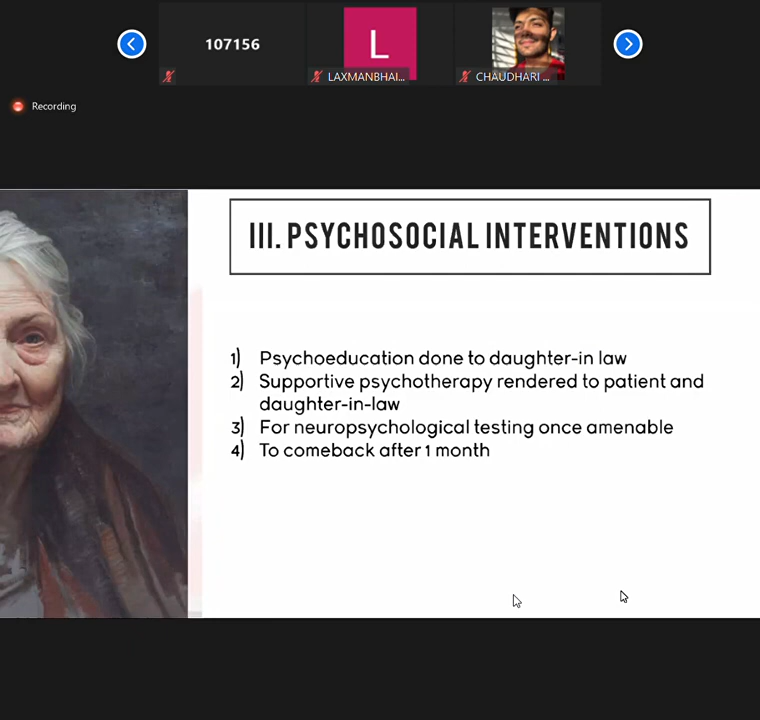 107156
L
LAXMANBHAI...
CHAUDHARI ...
Recording
III. PSYCHOSOCIAL INTERVENTIONS
1) Psychoeducation done to daughter-in law
2) Supportive psychotherapy rendered to patient and
daughter-in-law
3) For neuropsychological testing once amenable
4) To comeback after 1 month